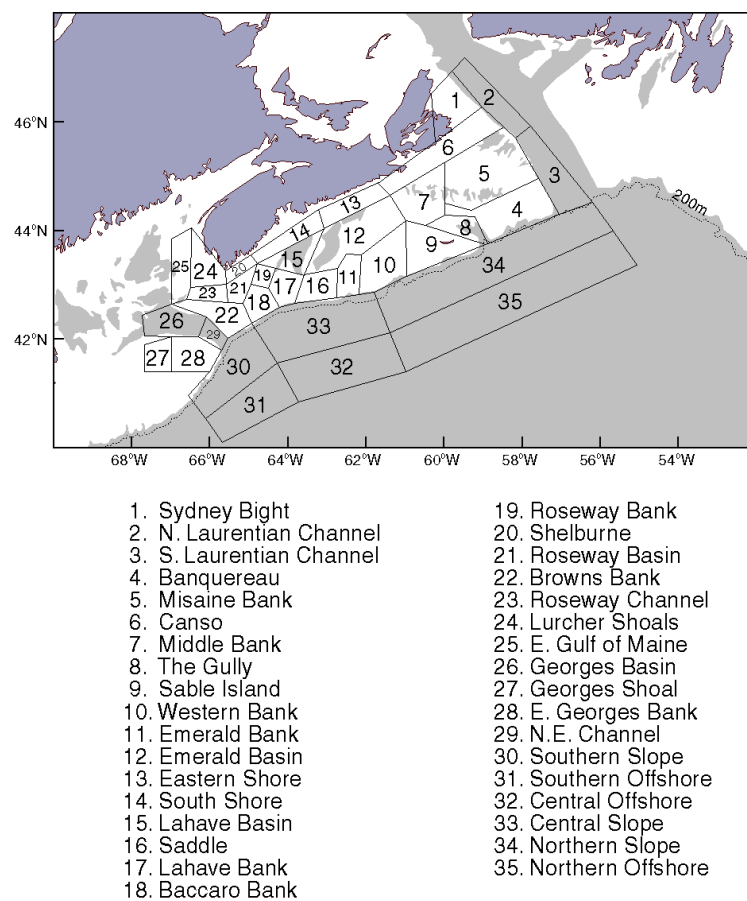 1
2
46°N
6
5
3
7
13
4
200m
44°N
14
12
8
9
15
34
25
24
20
19
10
17
16
11
21
23
35
18
22
26
33
42°N
29
27
28
30
32
31
68°W 66°W 64°W 62°W 60°W 58°W 56°W 54°W
1. Sydney Bight
2. N. Laurentian Channel
3. S. Laurentian Channel
4. Banquereau
5. Misaine Bank
6. Canso
7. Middle Bank
8. The Gully
9. Sable Island
10. Western Bank
11. Emerald Bank
12. Emerald Basin
13. Eastern Shore
14. South Shore
15. Lahave Basin
16. Saddle
17. Lahave Bank
18. Baccaro Bank
19. Roseway Bank
20. Shelburne
21. Roseway Basin
22. Browns Bank
23. Roseway Channel
24. Lurcher Shoals
25. E. Gulf of Maine
26. Georges Basin
27. Georges Shoal
28. E. Georges Bank
29. N.E. Channel
30. Southern Slope
31. Southern Offshore
32. Central Offshore
33. Central Slope
34. Northern Slope
35. Northern Offshore